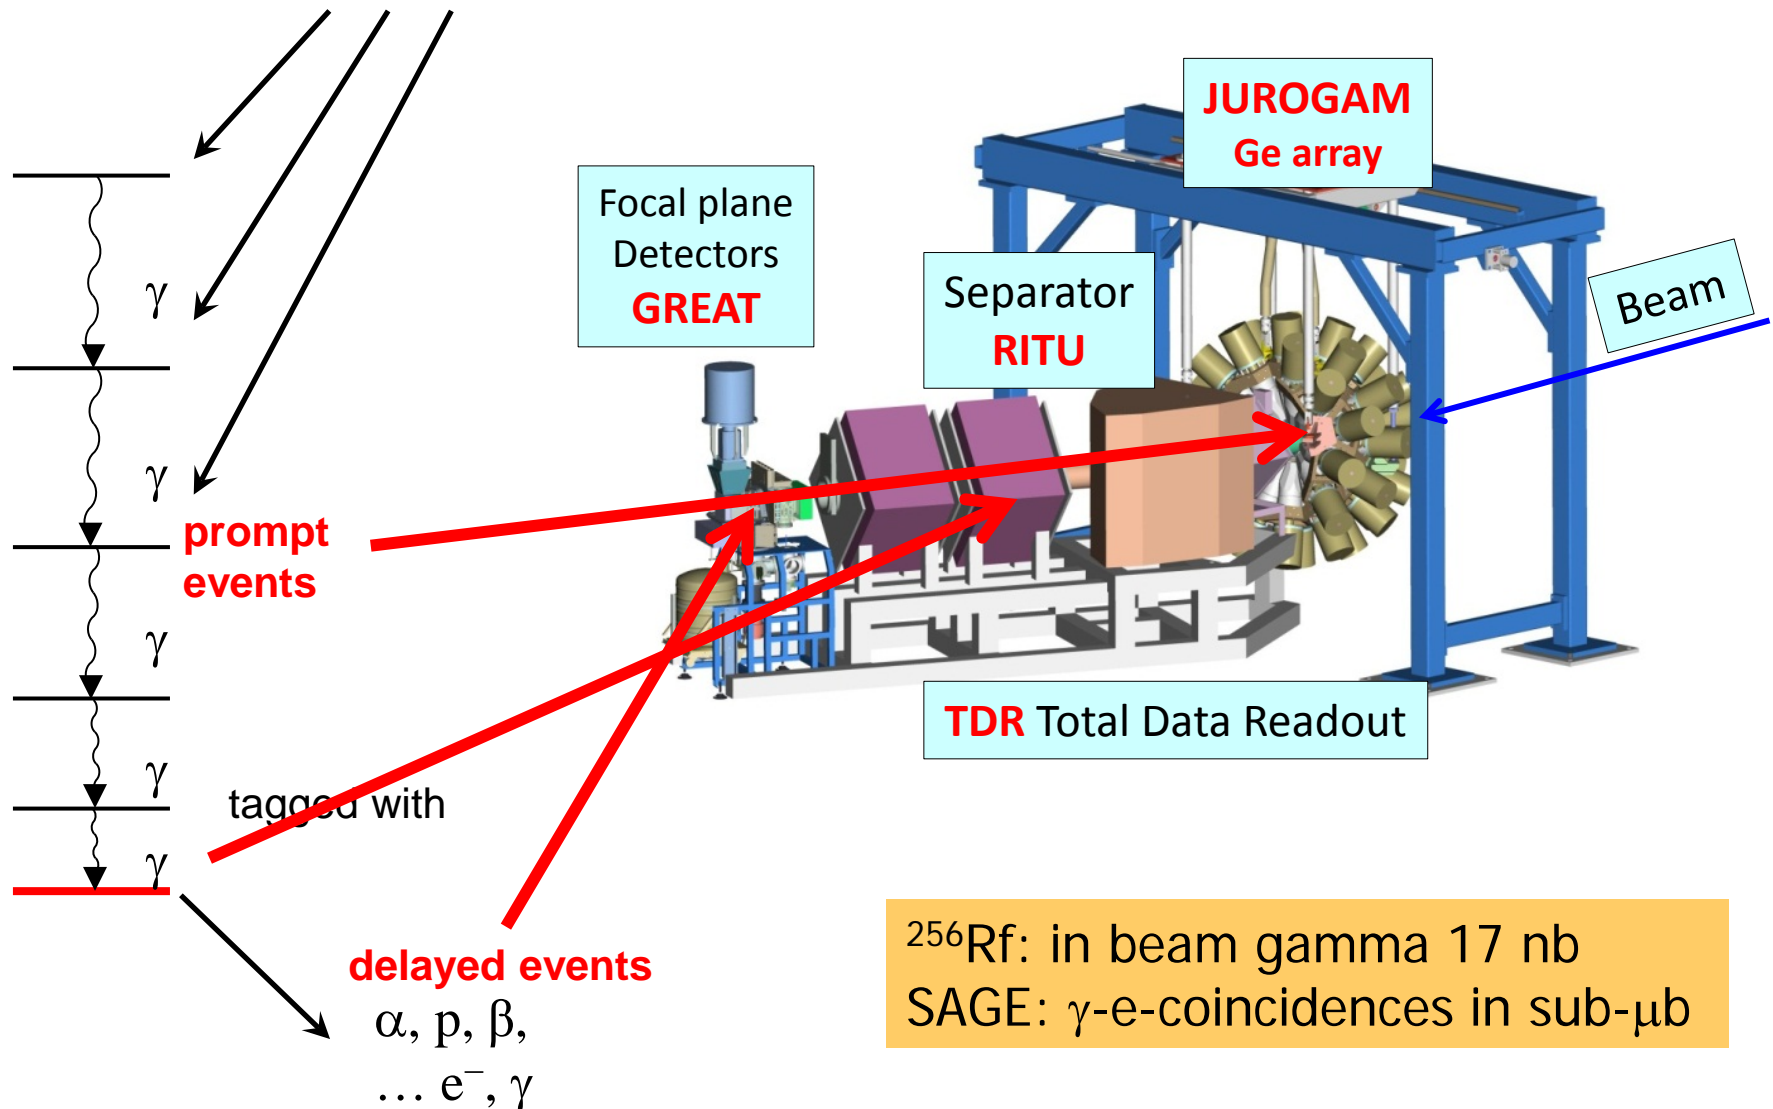 JUROGAM
Ge array
Focal plane
Detectors
GREAT
Separator
RITU
Beam
γ
γ
prompt
events
γ
TDR Total Data Readout
γ
tagged with
γ
delayed events
α, p, β,
… e⁻, γ
²⁵⁶Rf: in beam gamma 17 nb
SAGE: γ-e-coincidences in sub-μb